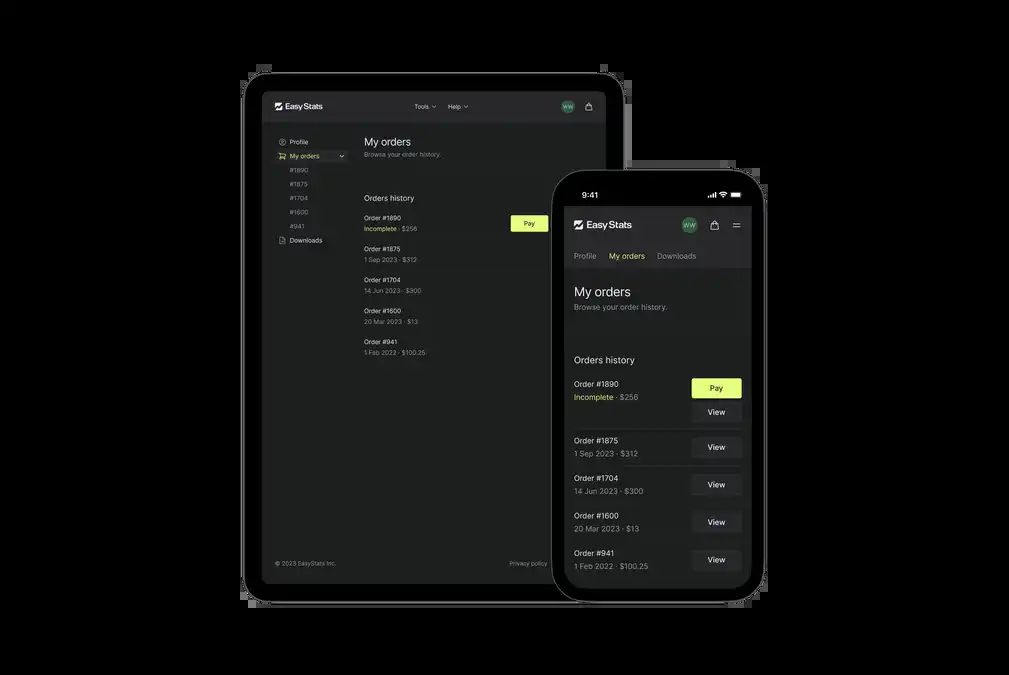 EasyStats
Tools Help WW
Profile
My orders
#1890
#1875
#1704
#1600
#941
Downloads
My orders
Browse your order history.
Orders history
Order #1890
Incomplete · $256
Pay
Order #1875
1 Sep 2023 · $312
Order #1704
14 Jun 2023 · $300
Order #1600
20 Mar 2023 · $13
Order #941
1 Feb 2022 · $100.25
© 2023 EasyStats Inc.
Privacy policy
9:41
EasyStats WW
Profile My orders Downloads
My orders
Browse your order history.
Orders history
Order #1890
Incomplete · $256
Pay
View
Order #1875
1 Sep 2023 · $312
View
Order #1704
14 Jun 2023 · $300
View
Order #1600
20 Mar 2023 · $13
View
Order #941
1 Feb 2022 · $100.25
View